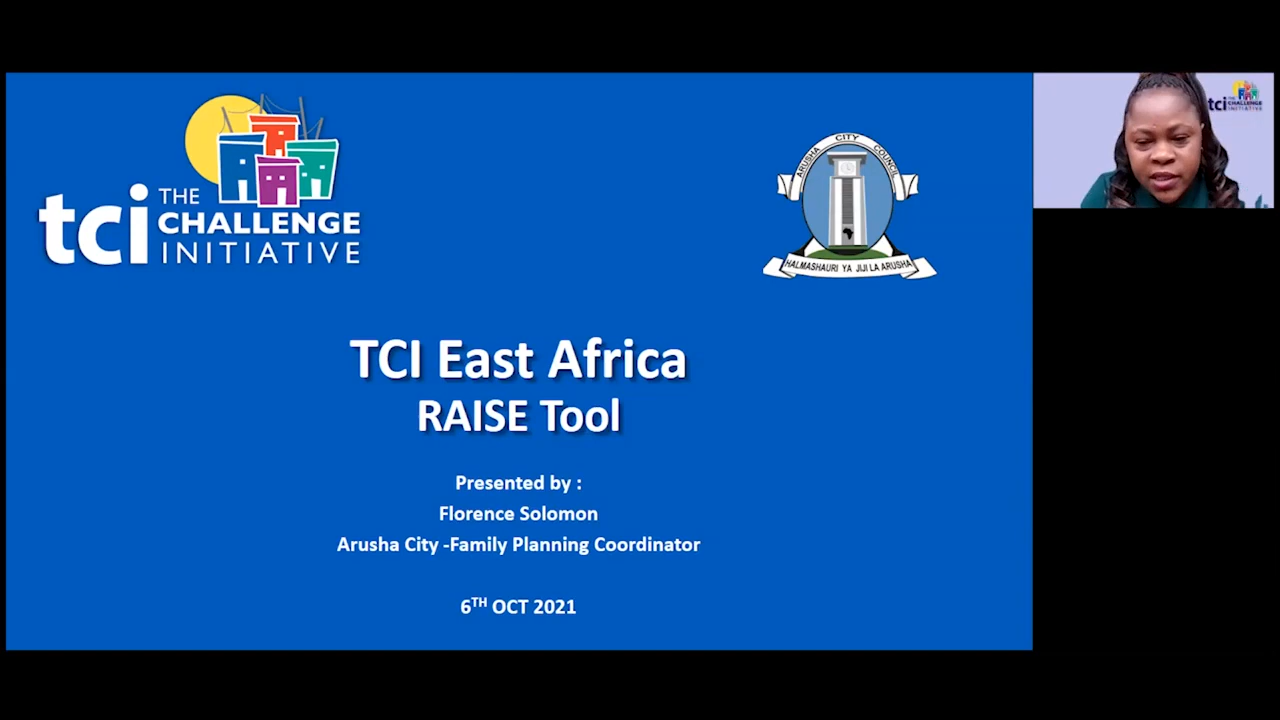 tci THE CHALLENGE INITIATIVE
ARUSHA CITY COUNCIL
HALMASHAURI YA JIJI LA ARUSHA
tci THE CHALLENGE INITIATIVE
TCI East Africa
RAISE Tool
Presented by :
Florence Solomon
Arusha City -Family Planning Coordinator
6TH OCT 2021